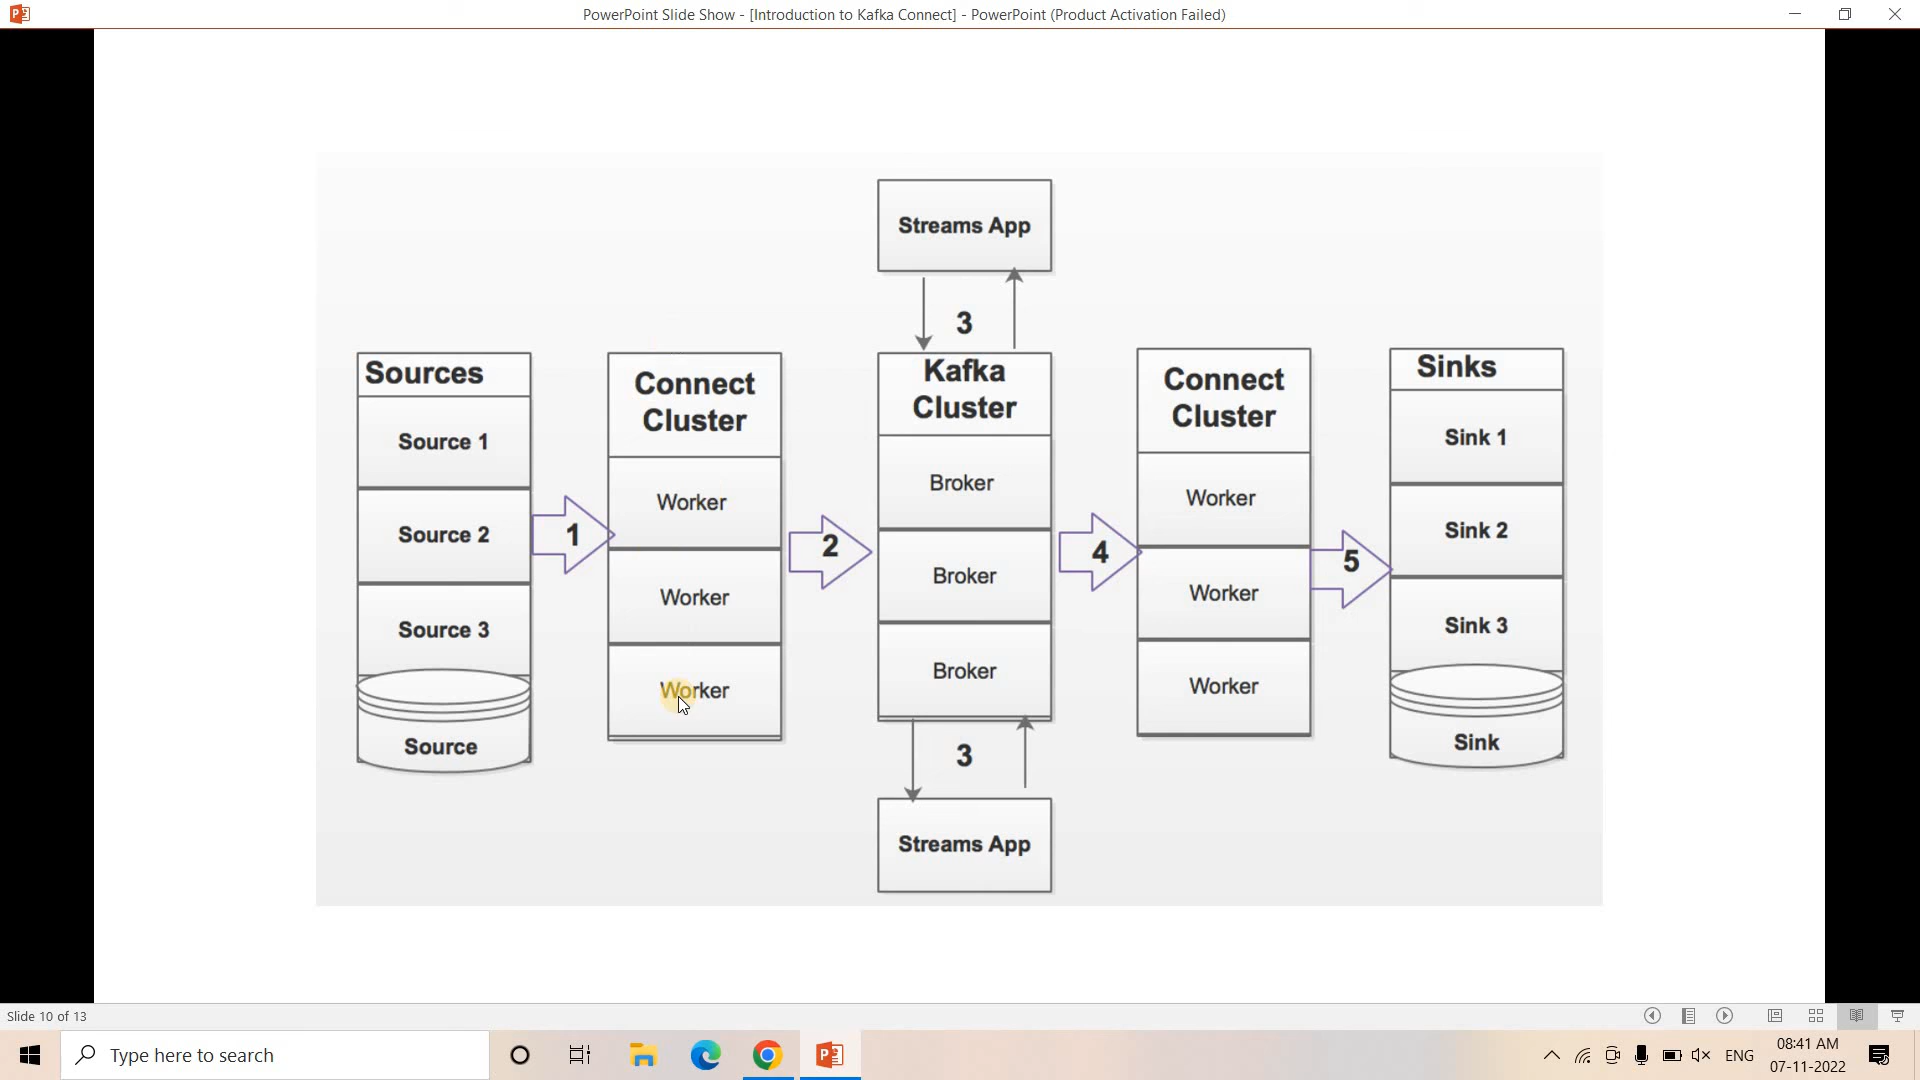 PowerPoint Slide Show - [Introduction to Kafka Connect] - PowerPoint (Product Activation Failed)
Streams App
3
Sources
Source 1
Source 2
Source 3
Source
1
Connect
Cluster
Worker
Worker
Worker
2
Kafka
Cluster
Broker
Broker
Broker
3
Streams App
4
Connect
Cluster
Worker
Worker
Worker
5
Sinks
Sink 1
Sink 2
Sink 3
Sink
Slide 10 of 13
Type here to search
ENG
08:41 AM
07-11-2022